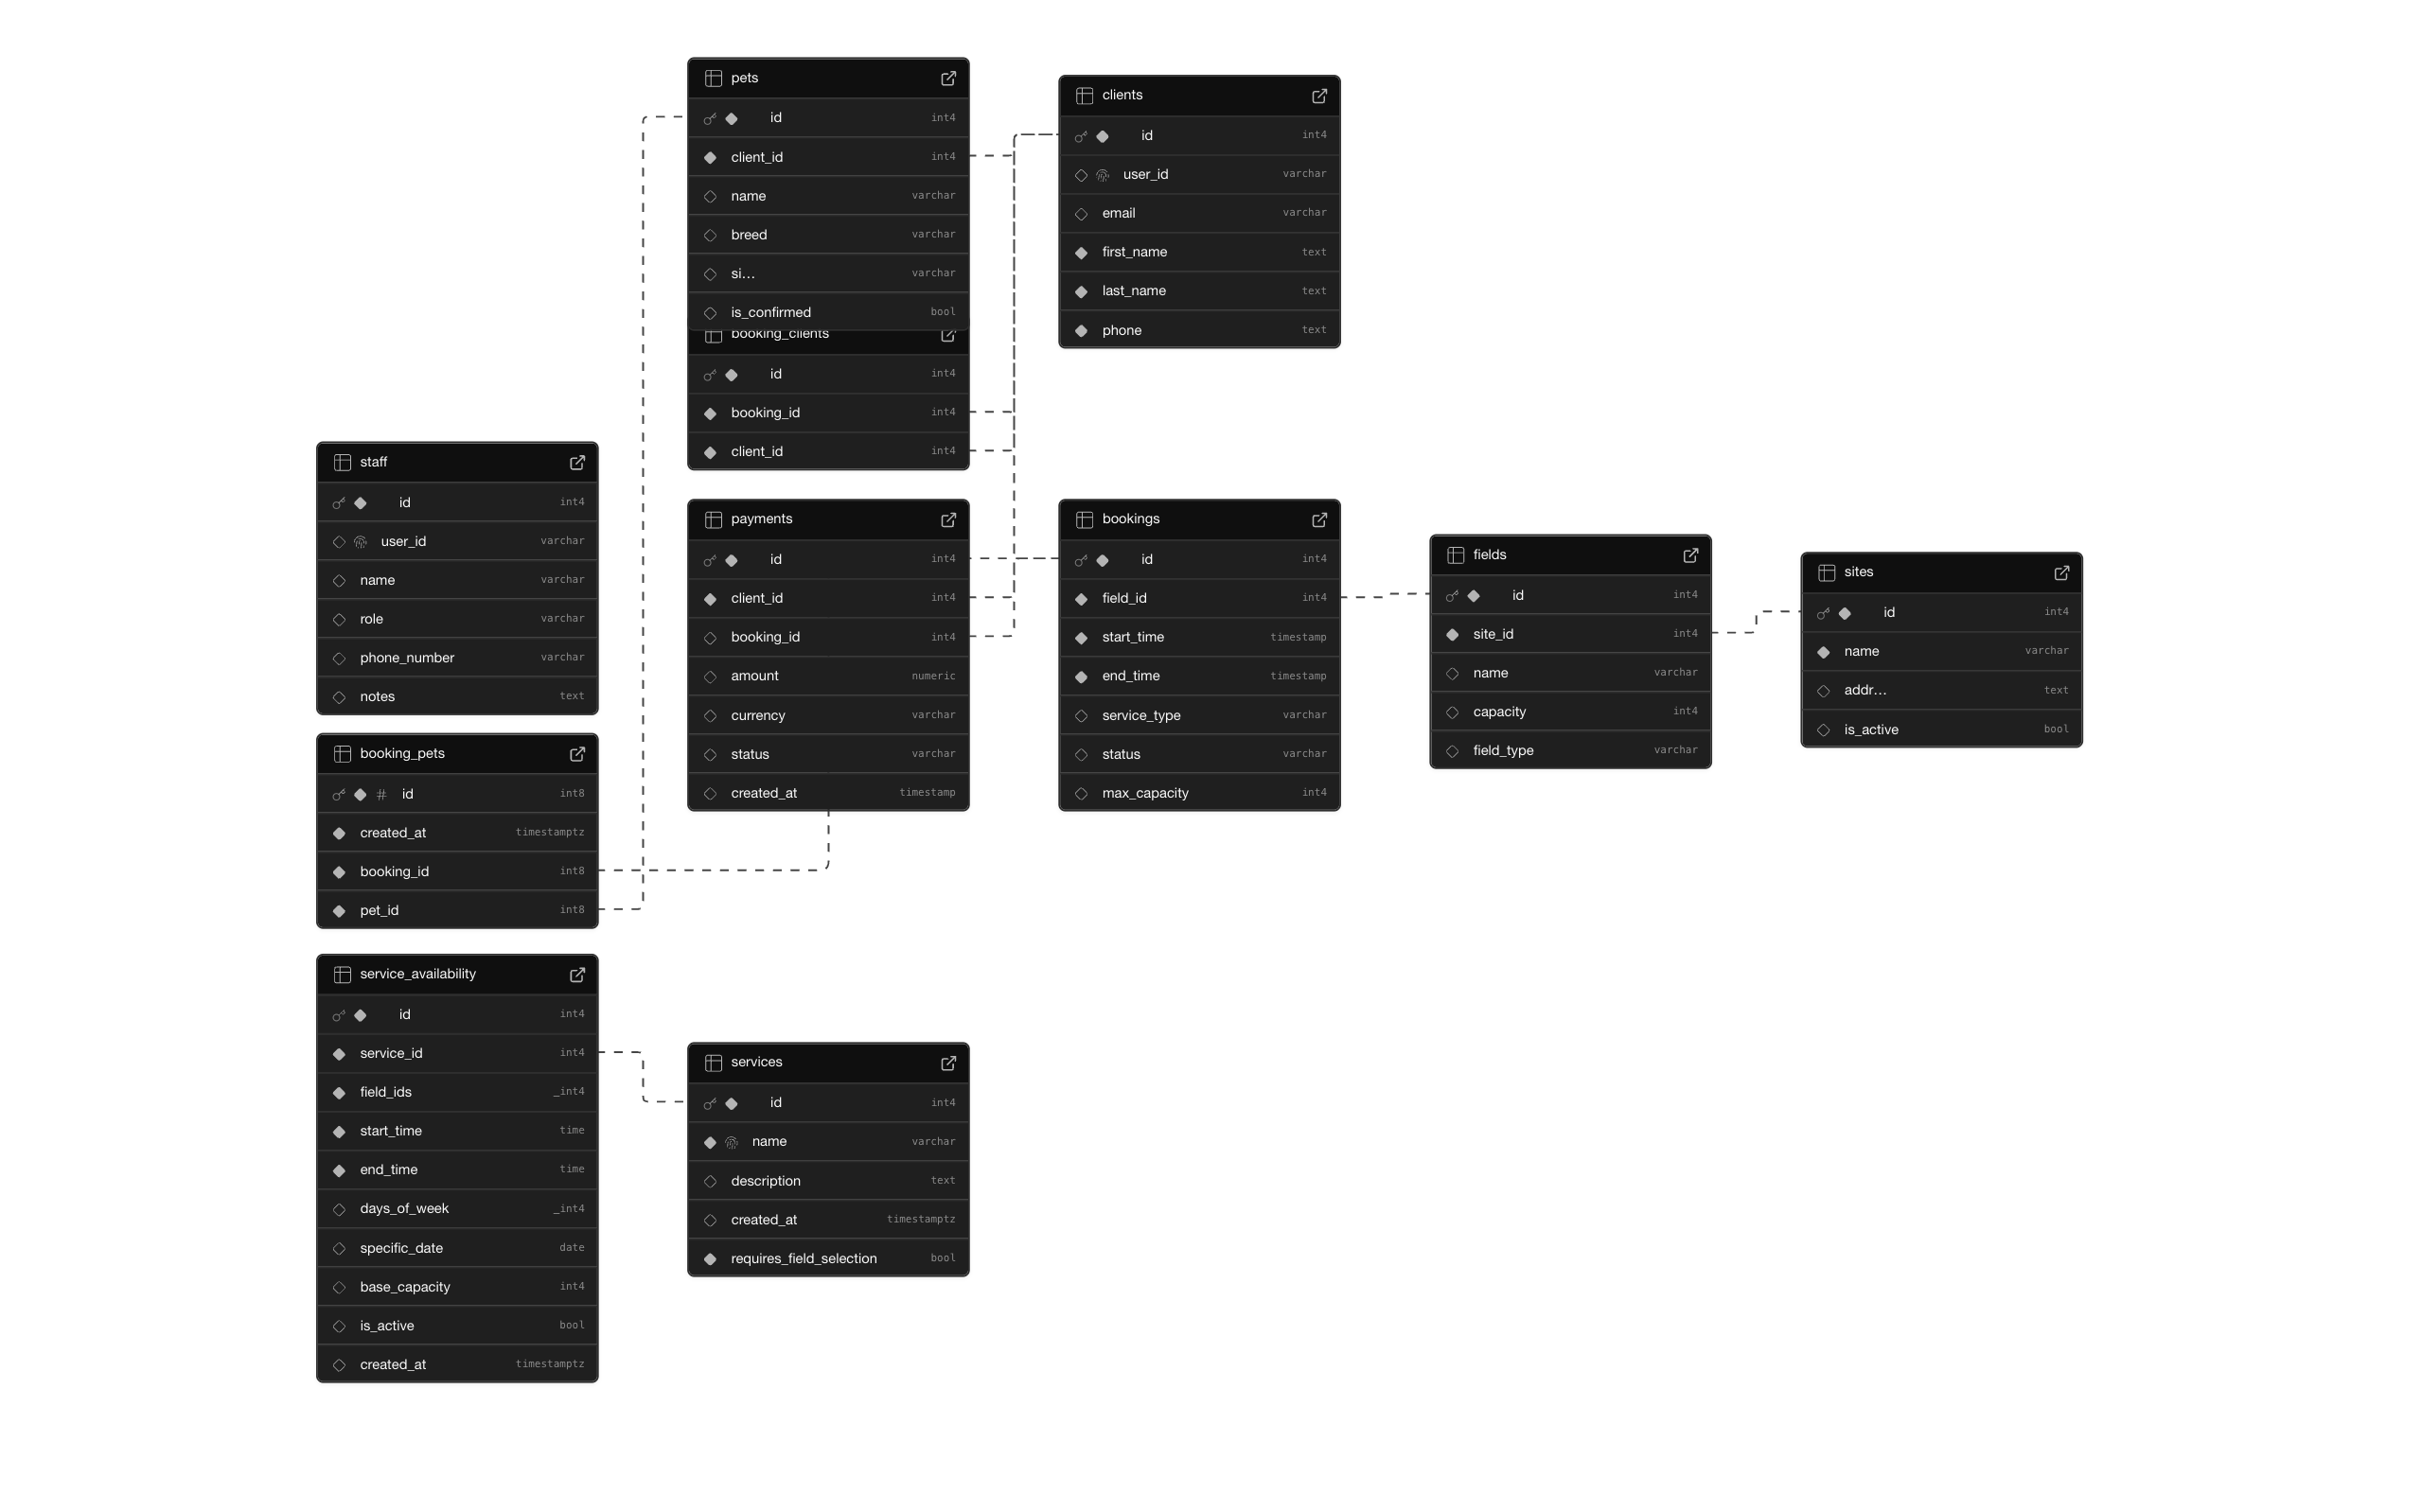 pets
id int4
client_id int4
name varchar
breed varchar
si... varchar
is_confirmed bool
clients
id int4
user_id varchar
email varchar
first_name text
last_name text
phone text
booking_clients
id int4
booking_id int4
client_id int4
staff
id int4
user_id varchar
name varchar
role varchar
phone_number varchar
notes text
payments
id int4
client_id int4
booking_id int4
amount numeric
currency varchar
status varchar
created_at timestamp
bookings
id int4
field_id int4
start_time timestamp
end_time timestamp
service_type varchar
status varchar
max_capacity int4
fields
id int4
site_id int4
name varchar
capacity int4
field_type varchar
sites
id int4
name varchar
addr... text
is_active bool
booking_pets
# id int8
created_at timestamptz
booking_id int8
pet_id int8
service_availability
id int4
service_id int4
field_ids _int4
start_time time
end_time time
days_of_week _int4
specific_date date
base_capacity int4
is_active bool
created_at timestamptz
services
id int4
name varchar
description text
created_at timestamptz
requires_field_selection bool